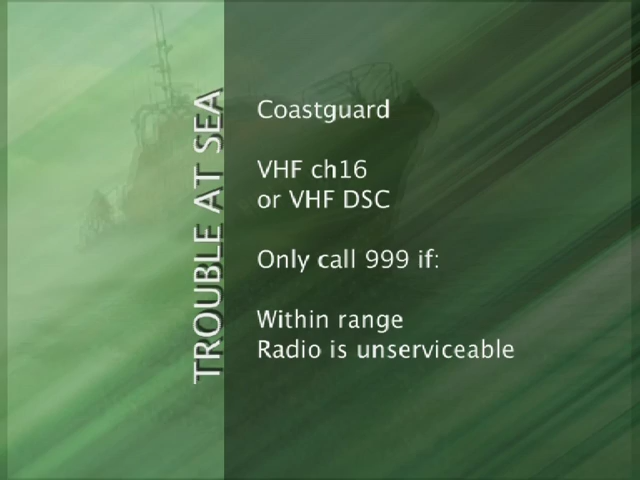 TROUBLE AT SEA
Coastguard
VHF ch16
or VHF DSC
Only call 999 if:
Within range
Radio is unserviceable